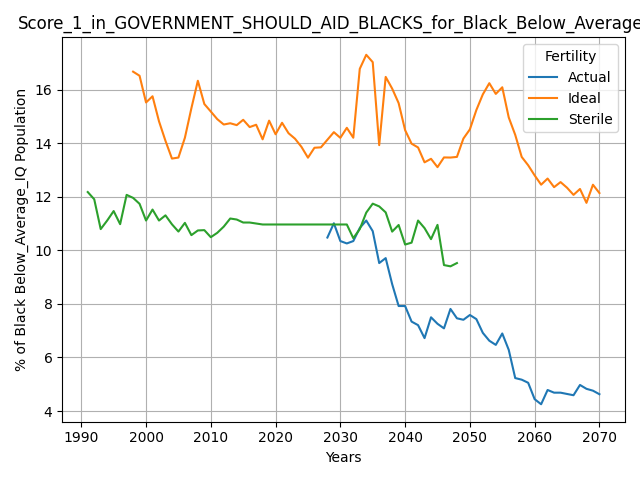 Score_1_in_GOVERNMENT_SHOULD_AID_BLACKS_for_Black_Below_Average
Fertility
Actual
Ideal
Sterile
% of Black Below_Average_IQ Population
16
14
12
10
8
6
4
1990 2000 2010 2020 2030 2040 2050 2060 2070
Years